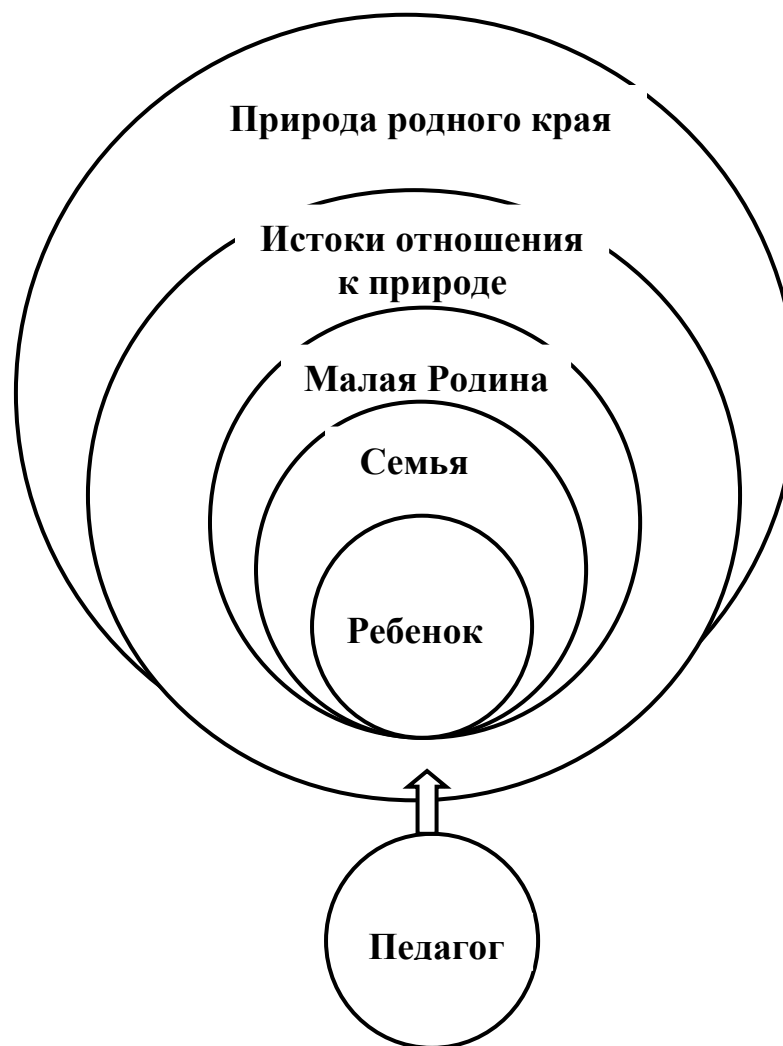 Природа родного края
Истоки отношения
к природе
Малая Родина
Семья
Ребенок
Педагог